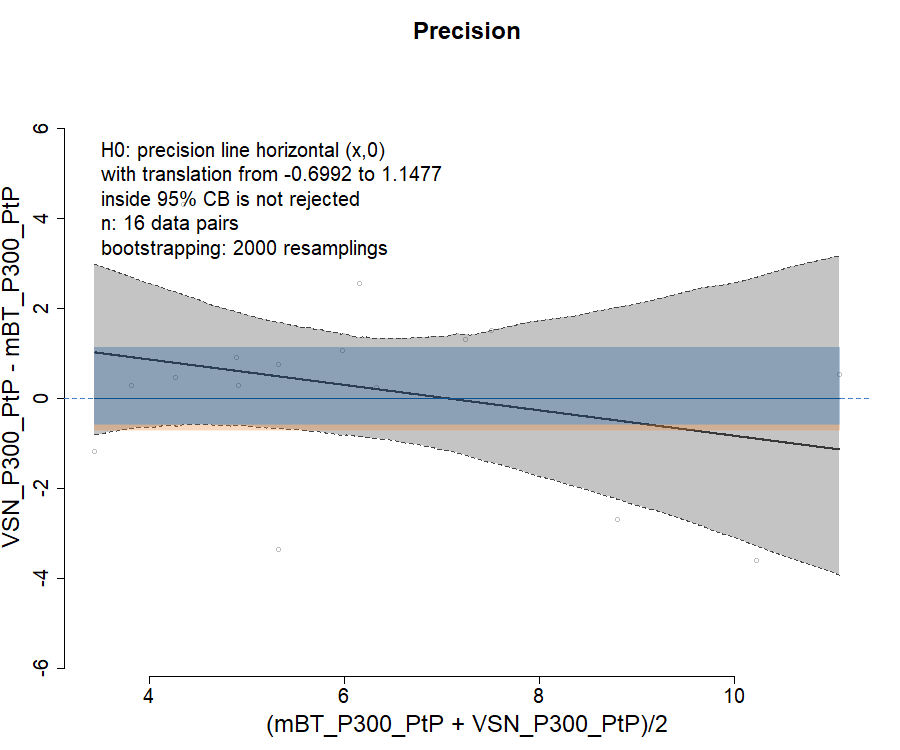 Precision
H0: precision line horizontal (x,0)
with translation from -0.6992 to 1.1477
inside 95% CB is not rejected
n: 16 data pairs
bootstrapping: 2000 resamplings
VSN_P300_PtP - mBT_P300_PtP
6
4
2
0
-2
-4
-6
4 6 8 10
(mBT_P300_PtP + VSN_P300_PtP)/2